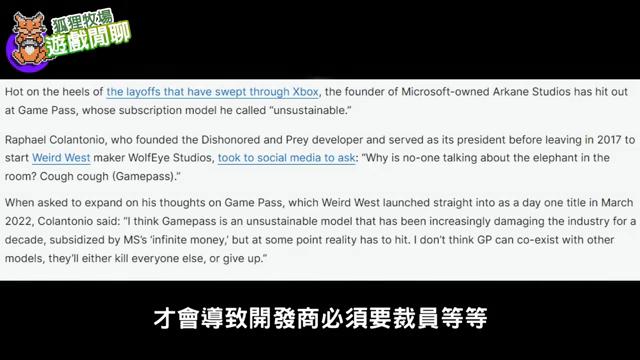 狐狸牧場
遊戲閒聊
Hot on the heels of the layoffs that have swept through Xbox, the founder of Microsoft-owned Arkane Studios has hit out
at Game Pass, whose subscription model he called “unsustainable.”
Raphael Colantonio, who founded the Dishonored and Prey developer and served as its president before leaving in 2017 to
start Weird West maker WolfEye Studios, took to social media to ask: “Why is no-one talking about the elephant in the
room? Cough cough (Gamepass).”
When asked to expand on his thoughts on Game Pass, which Weird West launched straight into as a day one title in March
2022, Colantonio said: “I think Gamepass is an unsustainable model that has been increasingly damaging the industry for a
decade, subsidized by MS’s ‘infinite money,’ but at some point reality has to hit. I don’t think GP can co-exist with other
models, they’ll either kill everyone else, or give up.”
才會導致開發商必須要裁員等等